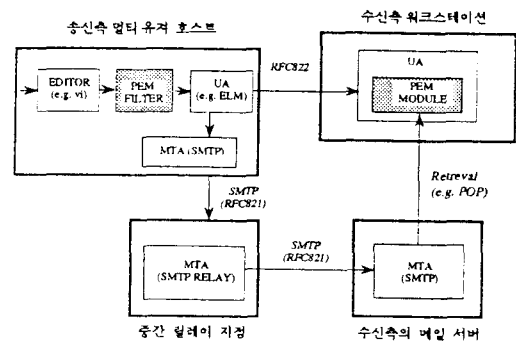 송신측 멀티 유저 호스트
수신측 워크스테이션
EDITOR
(e.g. vi)
PEM
FILTER
UA
(e.g. ELM)
RFC822
UA
PEM
MODULE
MTA (SMTP)
SMTP
(RFC821)
Retreval
(e.g. POP)
MTA
(SMTP RELAY)
SMTP
(RFC821)
MTA
(SMTP)
중간 릴레이 지점
수신측의 메일 서버